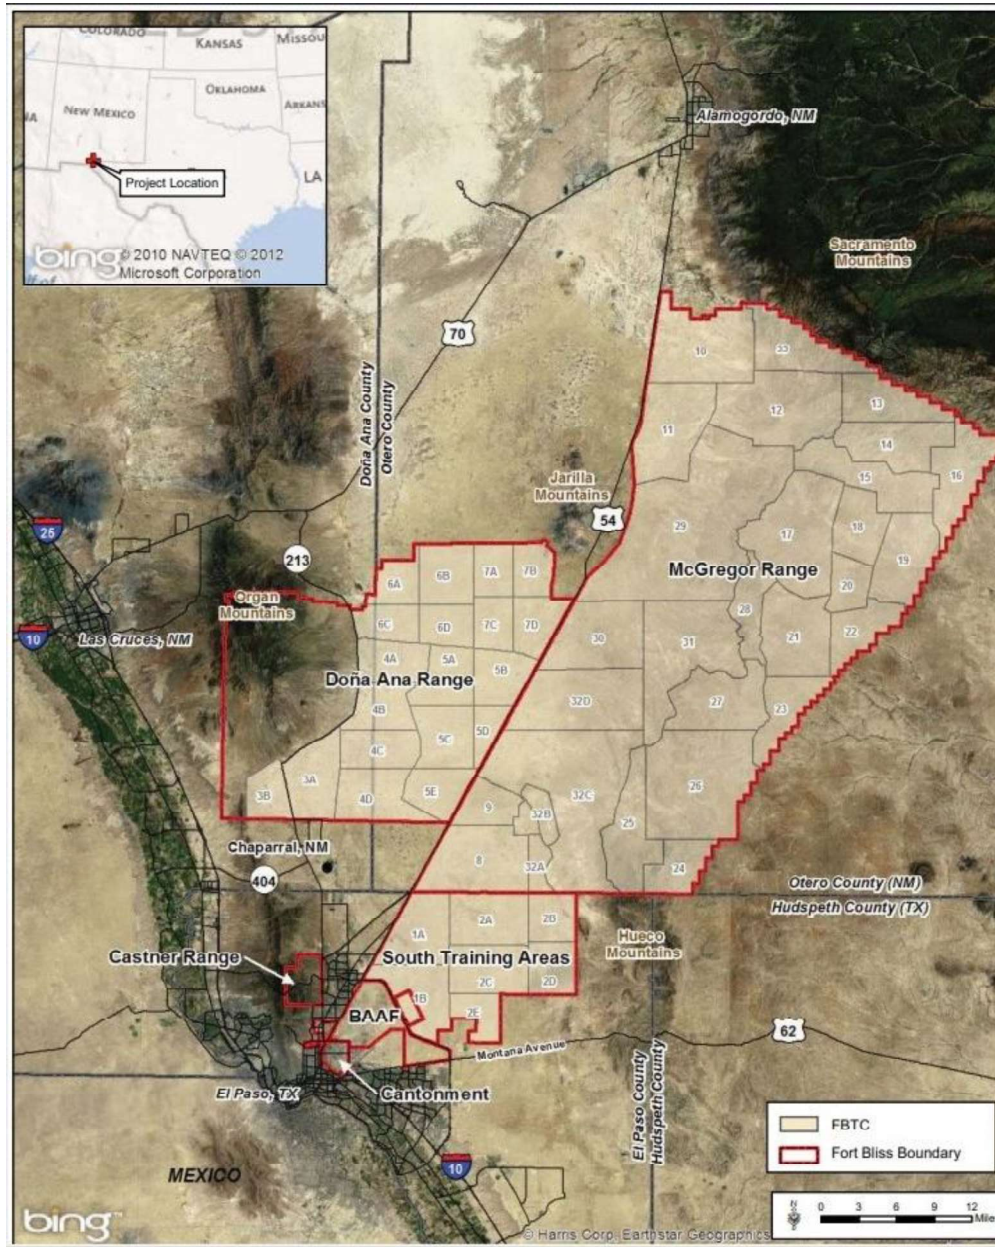 COLORADO
KANSAS
MISSOU
OKLAHOMA
NEW MEXICO
ARKANS
NA
Project Location
LA
bing
© 2010 NAVTEQ © 2012
Microsoft Corporation
Alamogordo, NM
Sacramento
Mountains
70
Doña Ana County
Otero County
10
33
13
12
11
14
15
16
Jarilla
Mountains
54
25
29
17
18
19
213
McGregor Range
6A
6B
7A
7B
20
Organ
Mountains
28
10
Las Cruces, NM
6C
6D
7C
7D
30
31
21
22
4A
5A
5B
Doña Ana Range
32D
27
23
4B
5C
5D
4C
3A
3B
4D
5E
9
32B
32C
26
25
Chaparral, NM
8
32A
24
404
Otero County (NM)
Hudspeth County (TX)
1A
2A
2B
Hueco
Mountains
Castner Range
South Training Areas
2C
2D
1B
BAAF
2E
62
Montana Avenue
El Paso, TX
Cantonment
El Paso County
Hudspeth County
MEXICO
10
FBTC
Fort Bliss Boundary
0 3 6 9 12
Mile
bing
© Harris Corp, Earthstar Geographics